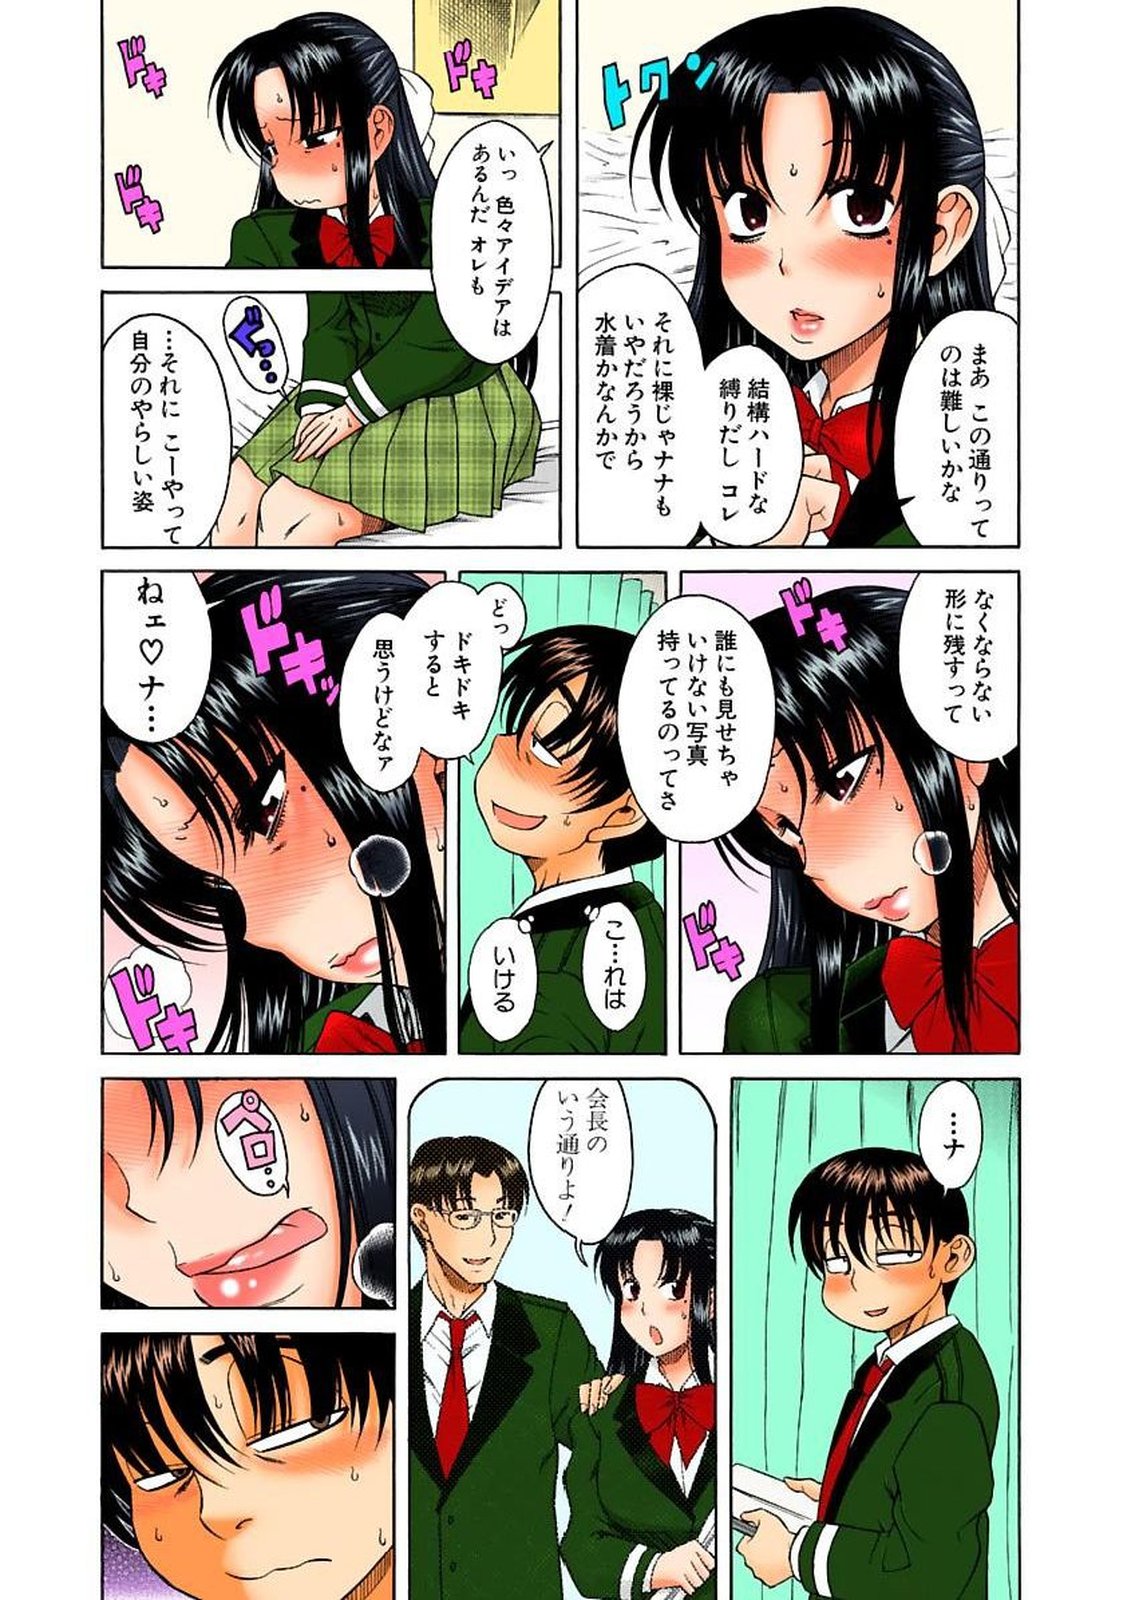 トクン
まあ この通りって
のは難しいかな
結構ハードな
縛りだし コレ
それに裸じゃナナも
いやだろうから
水着かなんかで
ドキ
ドキ
ドキ
いっ 色々アイデアは
あるんだ オレも
ぐっ…
…それに こーやって
自分のやらしい姿
なくならない
形に残すって
ドキ
ドキ
誰にも見せちゃ
いけない写真
持ってるのってさ
こ…れは
いける
どっ
ドキドキ
すると
思うけどなァ
ドキッ
ドキ
ねェ♡ナ…
…ナ
会長の
いう通りよ！
ペロ…